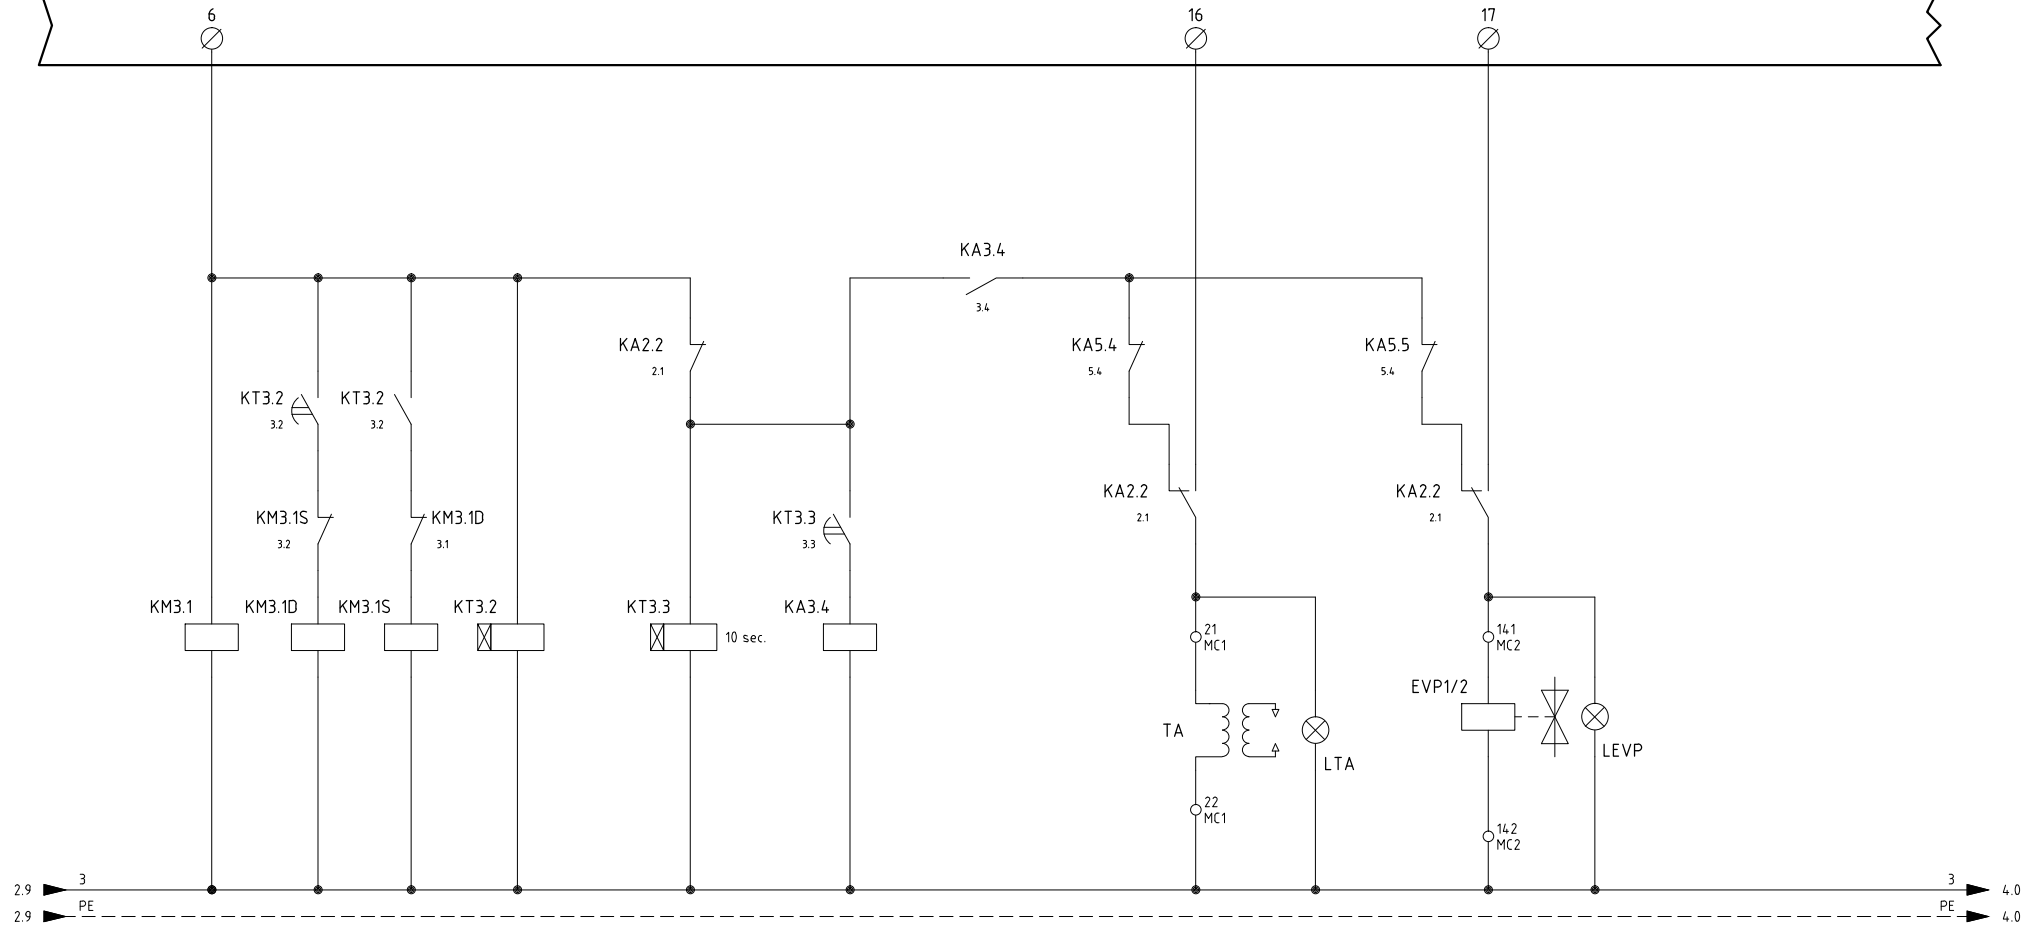 6
16
17
KA3.4
3.4
KA2.2
2.1
KA5.4
5.4
KA5.5
5.4
KT3.2
3.2
KT3.2
3.2
KA2.2
2.1
KA2.2
2.1
KM3.1S
3.2
KM3.1D
3.1
KT3.3
3.3
KM3.1
KM3.1D
KM3.1S
KT3.2
KT3.3
10 sec.
KA3.4
21
MC1
141
MC2
EVP1/2
TA
LTA
LEVP
22
MC1
142
MC2
2.9
3
3
4.0
2.9
PE
PE
4.0